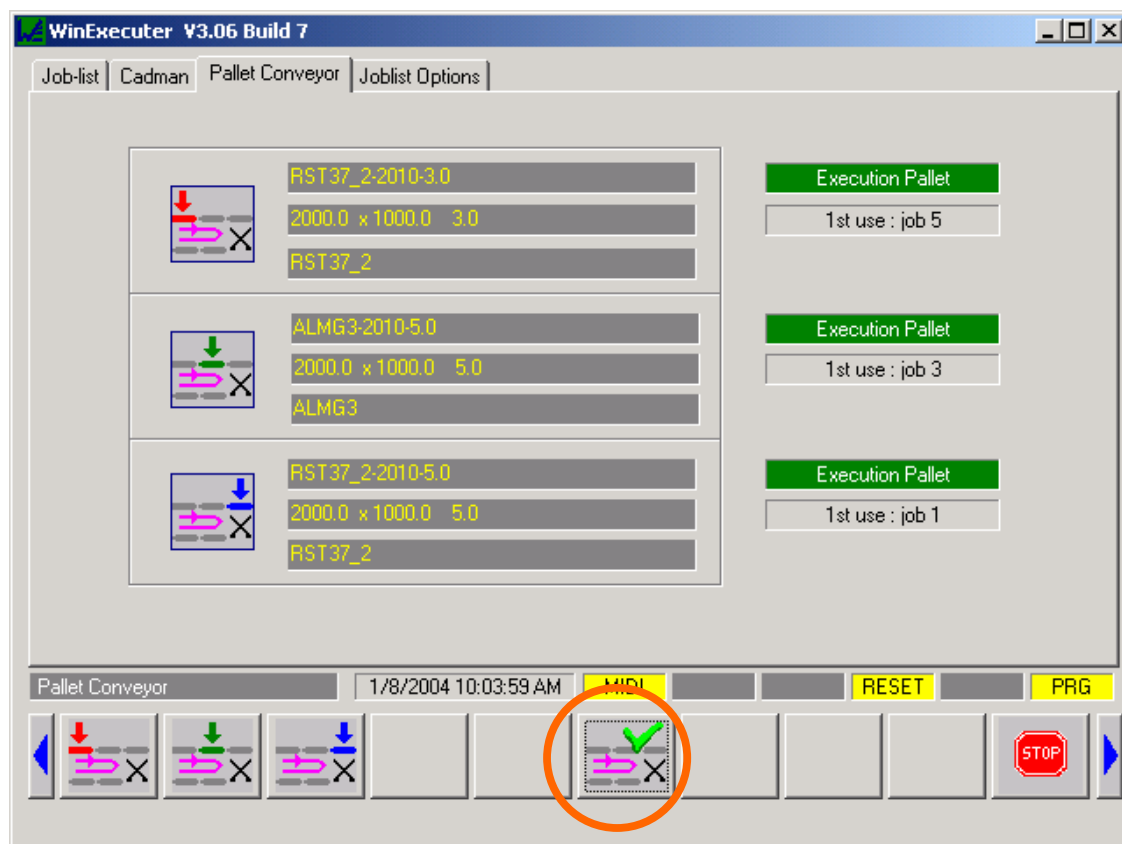 WinExecuter V3.06 Build 7
Job-list Cadman Pallet Conveyor Joblist Options
RST37_2-2010-3.0
2000.0 x 1000.0 3.0
RST37_2
Execution Pallet
1st use : job 5
ALMG3-2010-5.0
2000.0 x 1000.0 5.0
ALMG3
Execution Pallet
1st use : job 3
RST37_2-2010-5.0
2000.0 x 1000.0 5.0
RST37_2
Execution Pallet
1st use : job 1
Pallet Conveyor 1/8/2004 10:03:59 AM MIDI RESET PRG
STOP